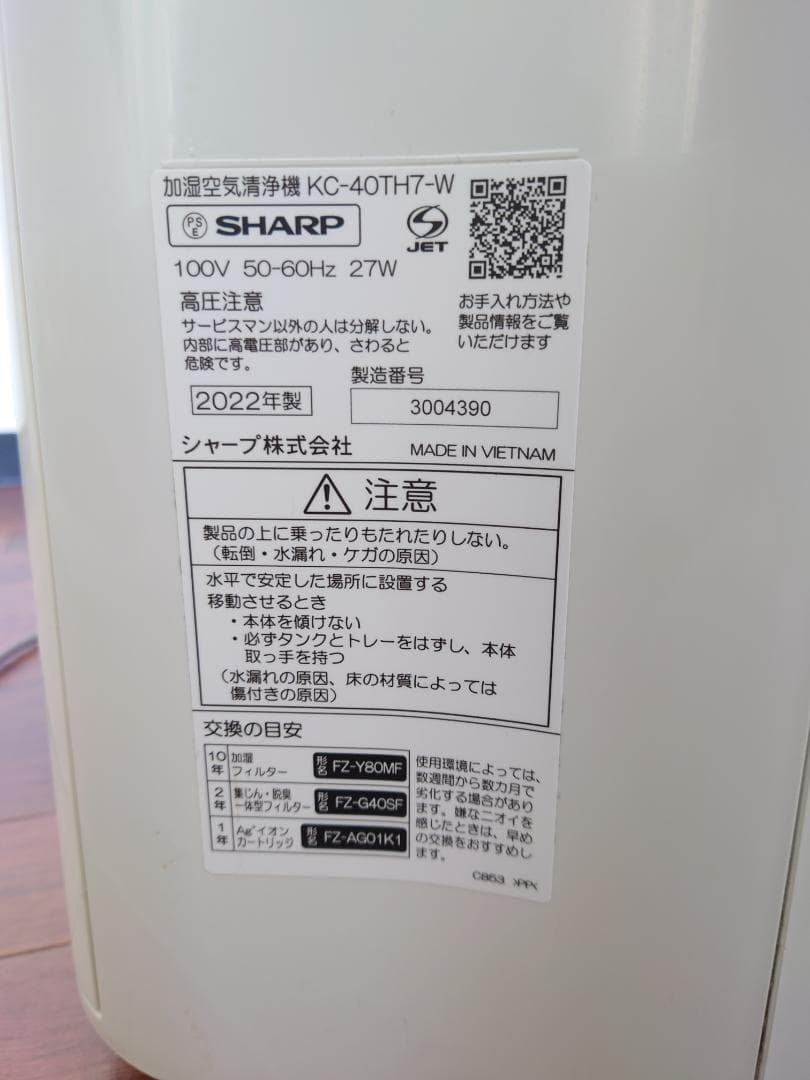 加湿空気清浄機 KC-40TH7-W
PS
E
SHARP
JET
100V 50-60Hz 27W
高圧注意
サービスマン以外の人は分解しない。
内部に高電圧部があり、さわると
危険です。
お手入れ方法や
製品情報をご覧
いただけます
2022年製
製造番号
3004390
シャープ株式会社
MADE IN VIETNAM
注意
製品の上に乗ったりもたれたりしない。
（転倒・水漏れ・ケガの原因）
水平で安定した場所に設置する
移動させるとき
・本体を傾けない
・必ずタンクとトレーをはずし、本体
取っ手を持つ
（水漏れの原因、床の材質によっては
傷付きの原因）
交換の目安
10年 加湿フィルター 形名 FZ-Y80MF
2年 集じん・脱臭一体型フィルター 形名 FZ-G40SF
1年 Ag⁺イオンカートリッジ 形名 FZ-AG01K1
使用環境によっては、
数週間から数カ月で
劣化する場合があり
ます。嫌なニオイを
感じたときは、早め
の交換をおすすめし
ます。
C853 >PP<